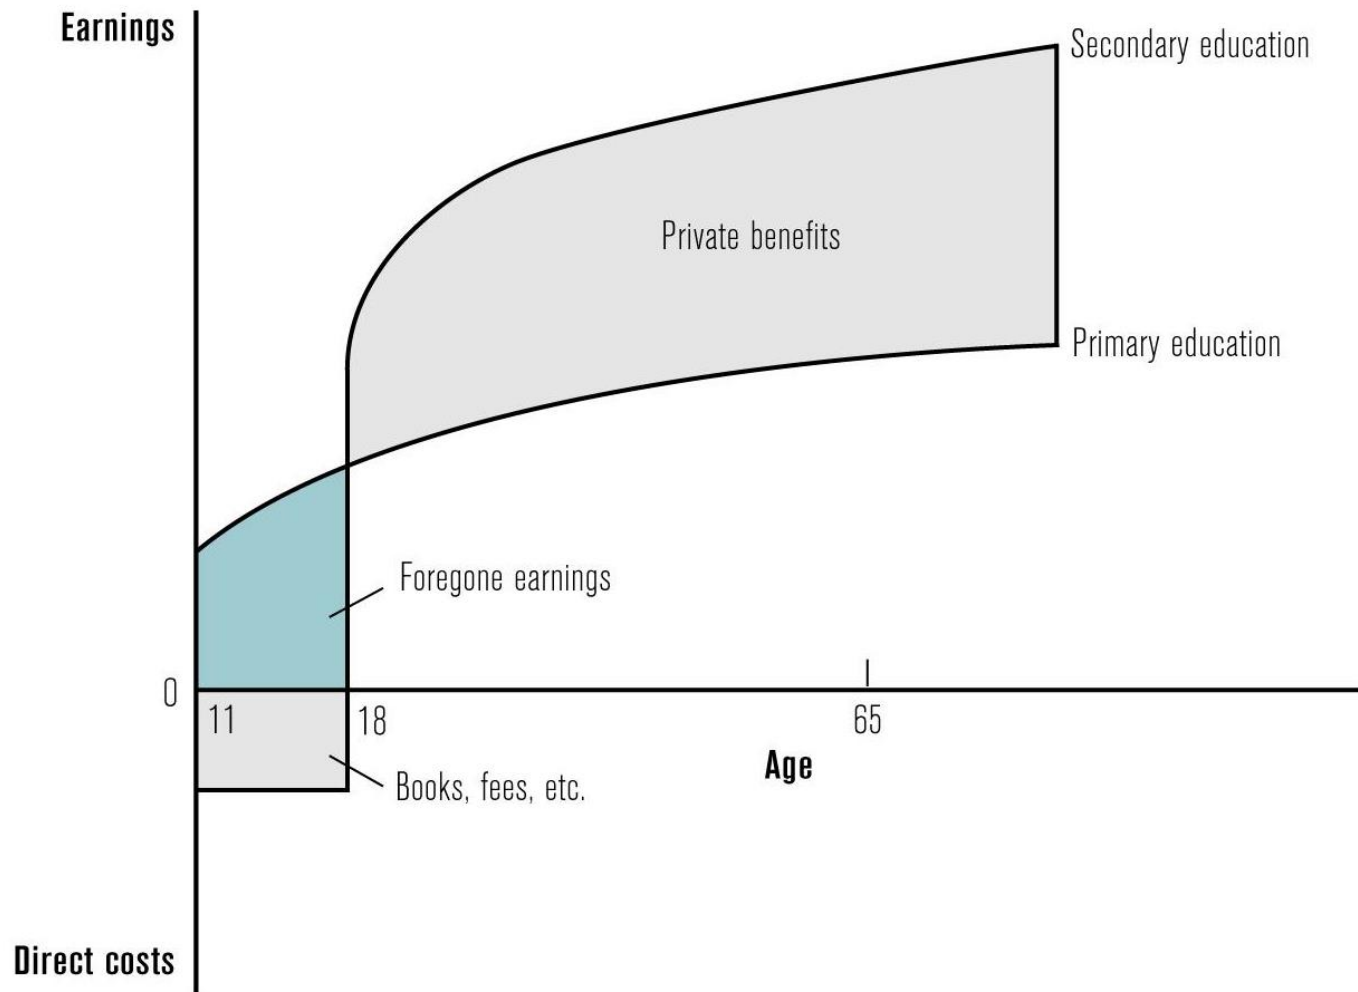 Earnings
Secondary education
Private benefits
Primary education
Foregone earnings
0
11
18
65
Age
Books, fees, etc.
Direct costs